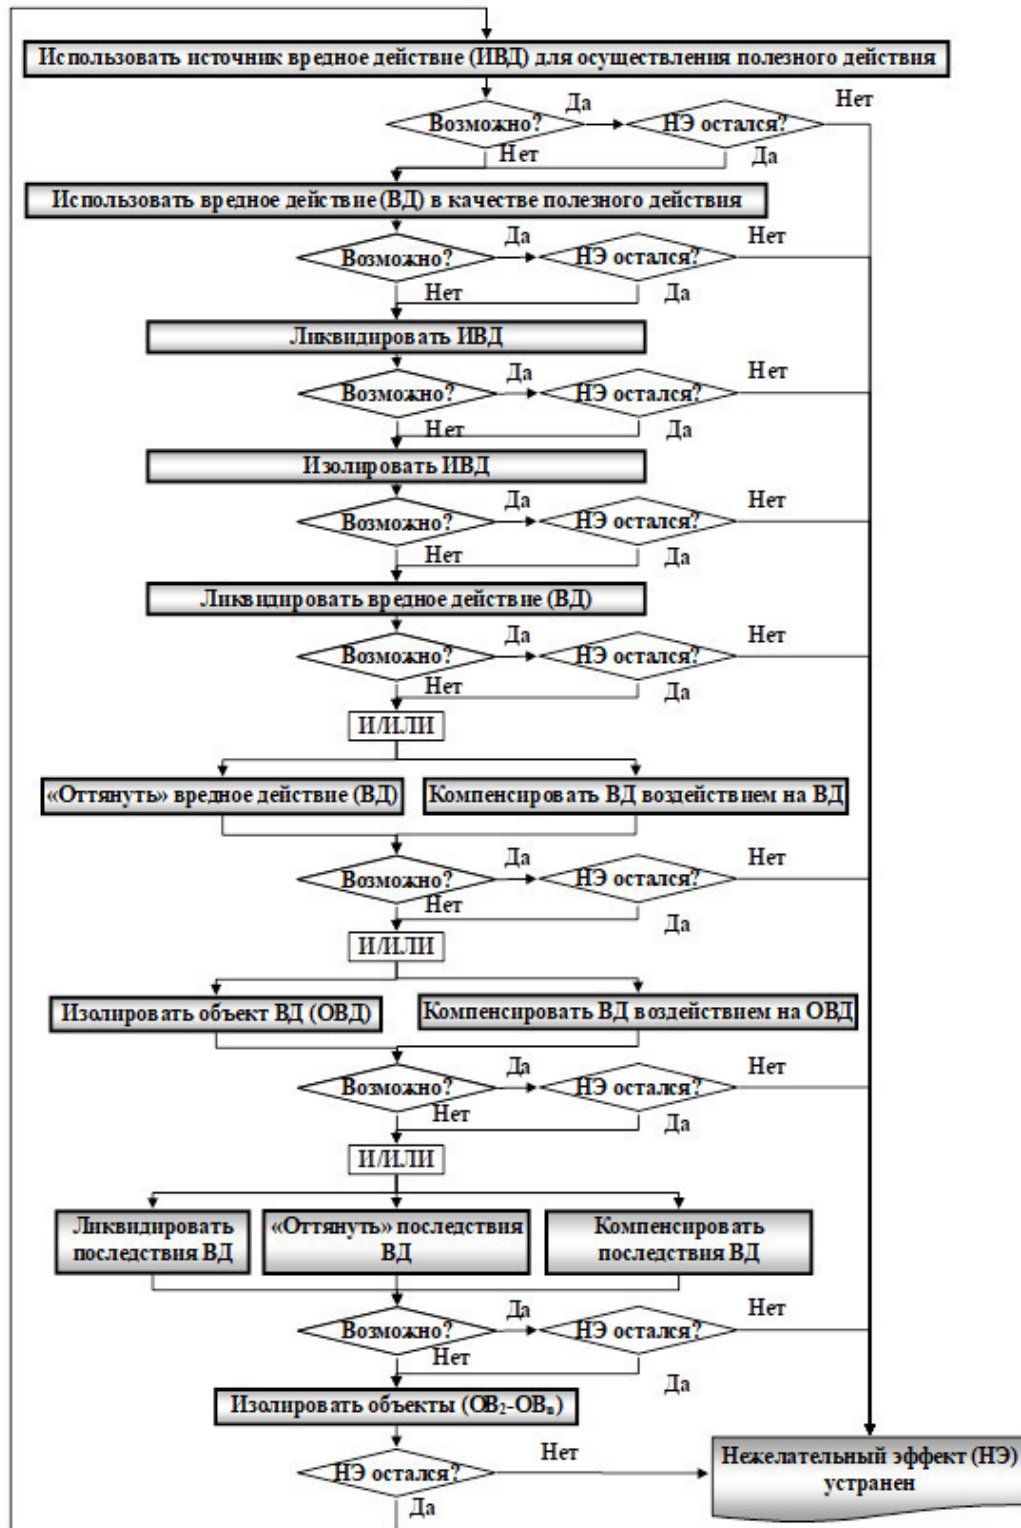 Использовать источник вредное действие (ИВД) для осуществления полезного действия
Да
Нет
Возможно?
НЭ остался?
Нет
Да
Использовать вредное действие (ВД) в качестве полезного действия
Да
Нет
Возможно?
НЭ остался?
Нет
Да
Ликвидировать ИВД
Да
Нет
Возможно?
НЭ остался?
Нет
Да
Изолировать ИВД
Да
Нет
Возможно?
НЭ остался?
Нет
Да
Ликвидировать вредное действие (ВД)
Да
Нет
Возможно?
НЭ остался?
Нет
Да
И/ИЛИ
«Оттянуть» вредное действие (ВД)
Компенсировать ВД воздействием на ВД
Да
Нет
Возможно?
НЭ остался?
Нет
Да
И/ИЛИ
Изолировать объект ВД (ОВД)
Компенсировать ВД воздействием на ОВД
Да
Нет
Возможно?
НЭ остался?
Нет
Да
И/ИЛИ
Ликвидировать
последствия ВД
«Оттянуть» последствия
ВД
Компенсировать
последствия ВД
Да
Нет
Возможно?
НЭ остался?
Нет
Да
Изолировать объекты (ОВ₂-ОВₙ)
Нет
НЭ остался?
Да
Нежелательный эффект (НЭ)
устранен